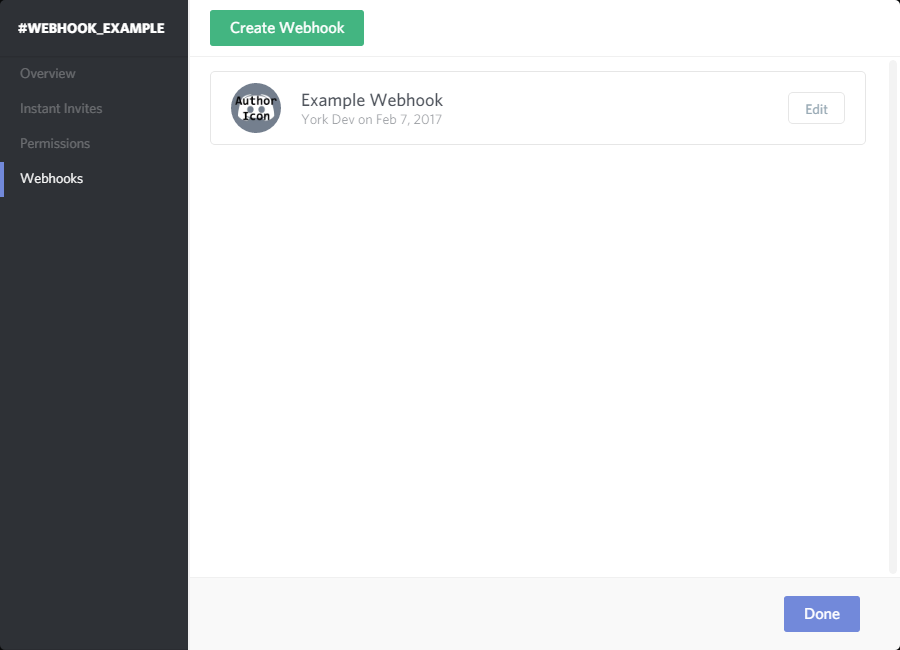 #WEBHOOK_EXAMPLE
Overview
Instant Invites
Permissions
Webhooks
Create Webhook
Author
Icon
Example Webhook
York Dev on Feb 7, 2017
Edit
Done